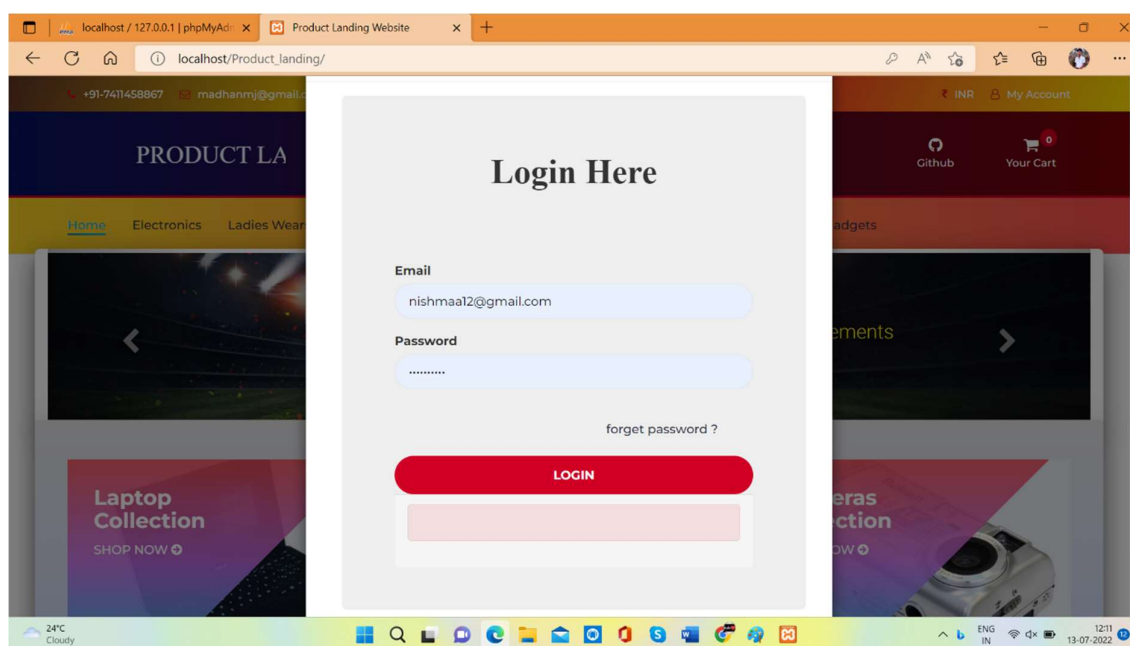 localhost / 127.0.0.1 | phpMyAdm
Product Landing Website
localhost/Product_landing/
+91-7411458867 madhanmj@gmail.c
INR My Account
PRODUCT LA
Github
0
Your Cart
Home Electronics Ladies Wear
adgets
Login Here
Email
nishmaa12@gmail.com
Password
..........
forget password ?
LOGIN
ements
Laptop
Collection
SHOP NOW
eras
ction
OW
24°C
Cloudy
ENG
IN
12:11
13-07-2022